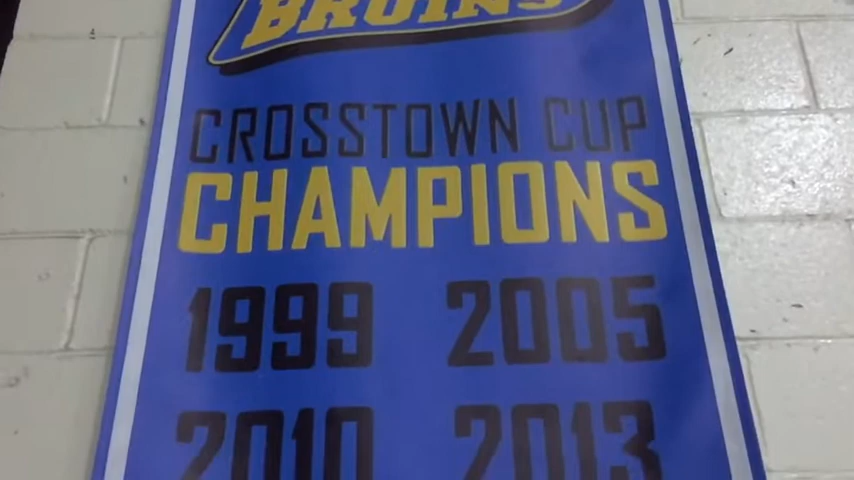 BRUINS
CROSSTOWN CUP
CHAMPIONS
1999 2005
2010 2013